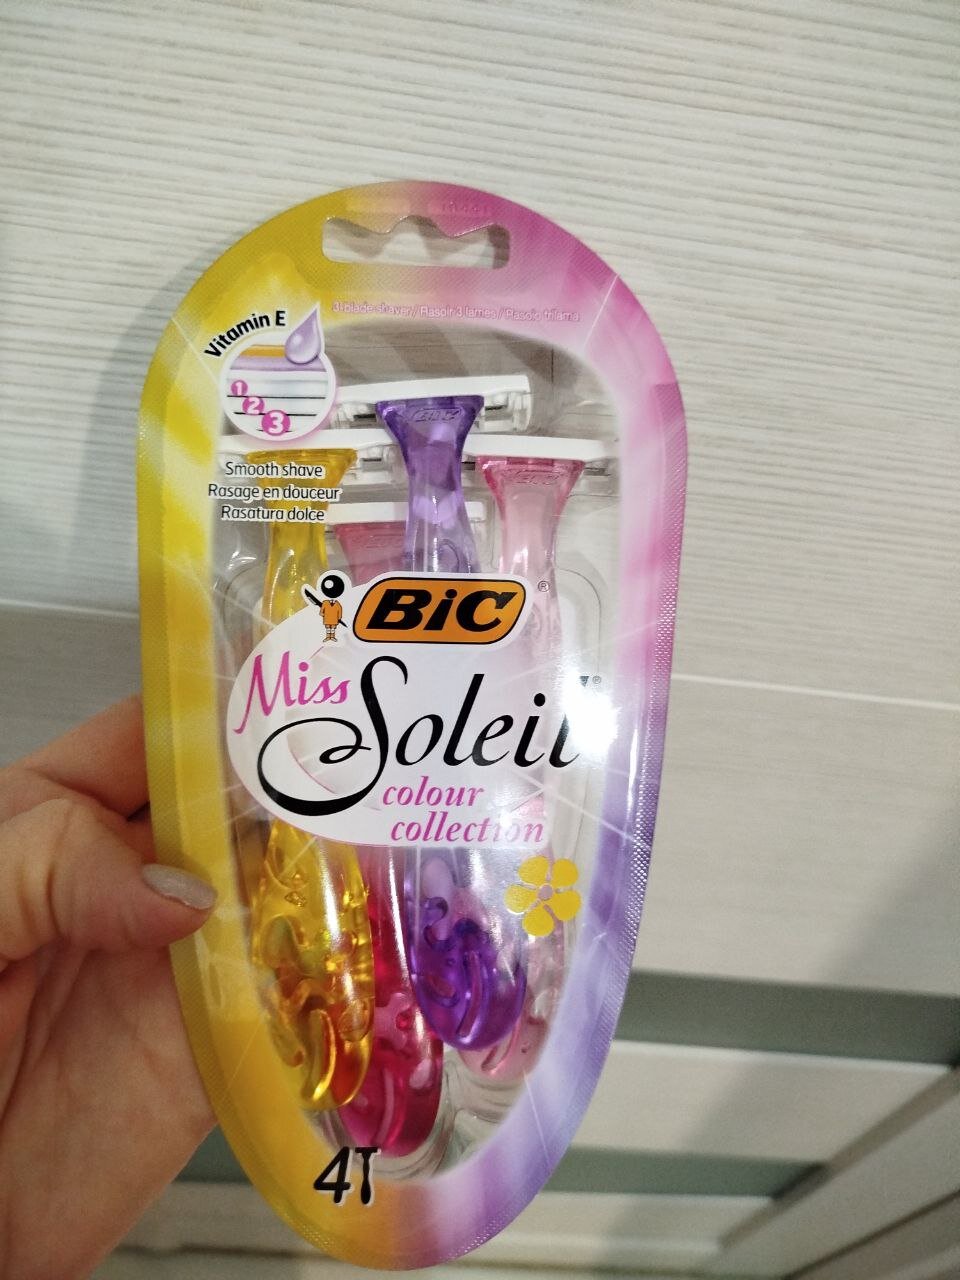 3-blade shaver / Rasoir 3 lames / Rasoio trilama
Vitamin E
1
2
3
Smooth shave
Rasage en douceur
Rasatura dolce
BiC®
Miss
Soleil®
colour
collection
4